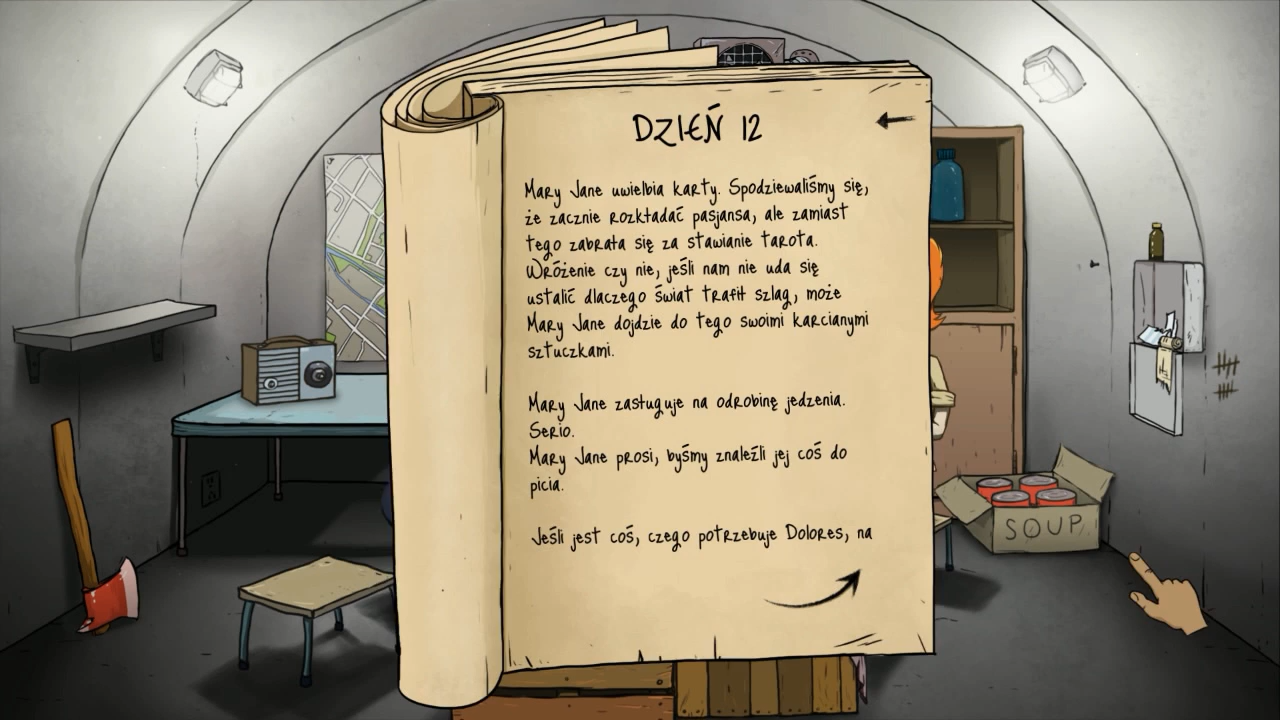 DZIEŃ 12
Mary Jane uwielbia karty. Spodziewaliśmy się,
że zacznie rozkładać pasjansa, ale zamiast
tego zabrała się za stawianie tarota.
Wróżenie czy nie, jeśli nam nie uda się
ustalić dlaczego świat trafił szlag, może
Mary Jane dojdzie do tego swoimi karcianymi
sztuczkami.
Mary Jane zasługuje na odrobinę jedzenia.
Serio.
Mary Jane prosi, byśmy znaleźli jej coś do
picia.
Jeśli jest coś, czego potrzebuje Dolores, na
SOUP